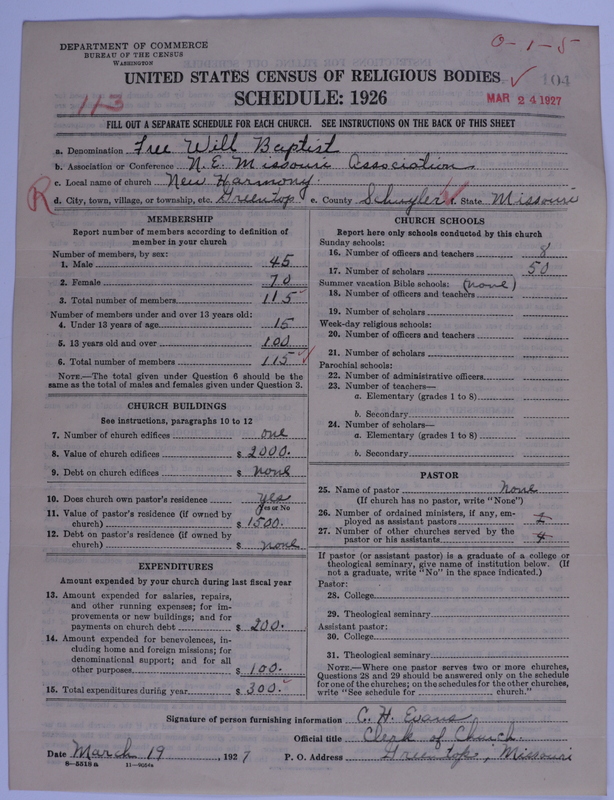 DEPARTMENT OF COMMERCE
BUREAU OF THE CENSUS
WASHINGTON
0-1-5
UNITED STATES CENSUS OF RELIGIOUS BODIES
104
113
SCHEDULE: 1926
MAR 24 1927
FILL OUT A SEPARATE SCHEDULE FOR EACH CHURCH. SEE INSTRUCTIONS ON THE BACK OF THIS SHEET
a. Denomination Free Will Baptist
b. Association or Conference N.E. Missouri Association
c. Local name of church New Harmony.
R
d. City, town, village, or township, etc. Greentop e. County Schuyler f. State Missouri
MEMBERSHIP
Report number of members according to definition of member in your church
Number of members, by sex:
1. Male 45
2. Female 70
3. Total number of members 115
Number of members under and over 13 years old:
4. Under 13 years of age 15
5. 13 years old and over 100
6. Total number of members 115
NOTE.—The total given under Question 6 should be
same as the total of males and females given under Question 3.
CHURCH BUILDINGS
See instructions, paragraphs 10 to 12
7. Number of church edifices one
8. Value of church edifices $ 2000.
9. Debt on church edifices $ none
10. Does church own pastor's residence yes
Yes or No
11. Value of pastor's residence (if owned by
church) $ 1500.
12. Debt on pastor's residence (if owned by
church) $ none
EXPENDITURES
Amount expended by your church during last fiscal year
13. Amount expended for salaries, repairs,
and other running expenses; for im-
provements or new buildings; and for
payments on church debt $ 200.
14. Amount expended for benevolences, in-
cluding home and foreign missions; for
denominational support; and for all
other purposes $ 100.
15. Total expenditures during year $ 300.
CHURCH SCHOOLS
Report here only schools conducted by this church
Sunday schools:
16. Number of officers and teachers 8
17. Number of scholars 50
Summer vacation Bible schools: (none)
18. Number of officers and teachers
19. Number of scholars
Week-day religious schools:
20. Number of officers and teachers
21. Number of scholars
Parochial schools:
22. Number of administrative officers
23. Number of teachers—
a. Elementary (grades 1 to 8)
b. Secondary
24. Number of scholars—
a. Elementary (grades 1 to 8)
b. Secondary
PASTOR
25. Name of pastor none
(If church has no pastor, write "None")
26. Number of ordained ministers, if any, em-
ployed as assistant pastors
27. Number of other churches served by the
pastor or his assistants 4
If pastor (or assistant pastor) is a graduate of a college or
theological seminary, give name of institution below. (If
not a graduate, write "No" in the space indicated.)
Pastor:
28. College
29. Theological seminary
Assistant pastor:
30. College
31. Theological seminary
NOTE.—Where one pastor serves two or more churches,
Questions 28 and 29 should be answered only on the schedule
for one of the churches; on the schedules for the other churches,
write "See schedule for church."
Signature of person furnishing information C. H. Evans
Official title Clerk of Church.
Date March 19, 1927 P. O. Address Greentop, Missouri
8-5518a